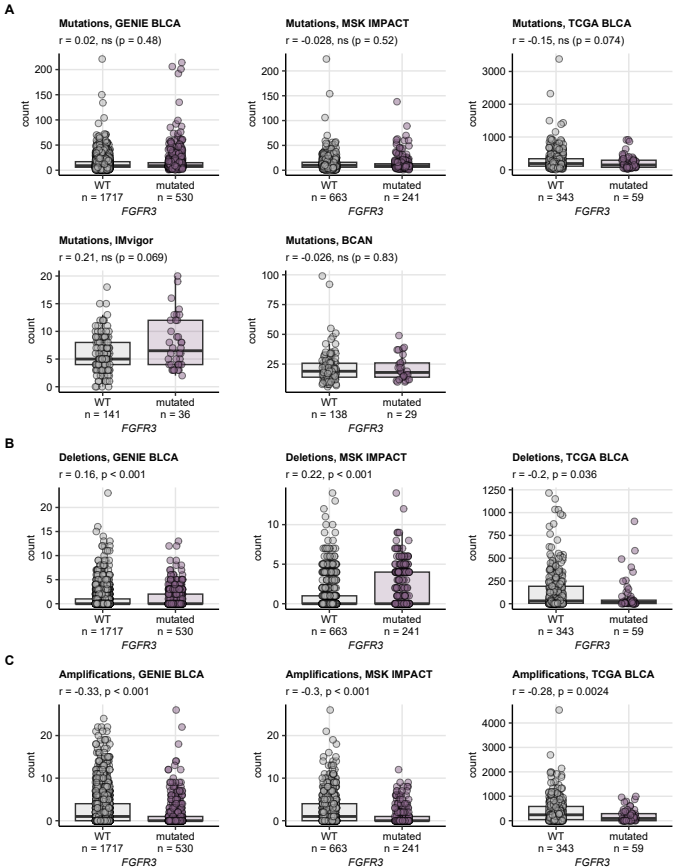 A
Mutations, GENIE BLCA
r = 0.02, ns (p = 0.48)
count
200
150
100
50
0
WT
n = 1717
mutated
n = 530
FGFR3
Mutations, MSK IMPACT
r = -0.028, ns (p = 0.52)
count
200
150
100
50
0
WT
n = 663
mutated
n = 241
FGFR3
Mutations, TCGA BLCA
r = -0.15, ns (p = 0.074)
count
3000
2000
1000
0
WT
n = 343
mutated
n = 59
FGFR3
Mutations, IMvigor
r = 0.21, ns (p = 0.069)
count
20
15
10
5
0
WT
n = 141
mutated
n = 36
FGFR3
Mutations, BCAN
r = -0.026, ns (p = 0.83)
count
100
75
50
25
WT
n = 138
mutated
n = 29
FGFR3
B
Deletions, GENIE BLCA
r = 0.16, p < 0.001
count
25
20
15
10
5
0
WT
n = 1717
mutated
n = 530
FGFR3
Deletions, MSK IMPACT
r = 0.22, p < 0.001
count
10
5
0
WT
n = 663
mutated
n = 241
FGFR3
Deletions, TCGA BLCA
r = -0.2, p = 0.036
count
1250
1000
750
500
250
0
WT
n = 343
mutated
n = 59
FGFR3
C
Amplifications, GENIE BLCA
r = -0.33, p < 0.001
count
20
10
0
WT
n = 1717
mutated
n = 530
FGFR3
Amplifications, MSK IMPACT
r = -0.3, p < 0.001
count
20
10
0
WT
n = 663
mutated
n = 241
FGFR3
Amplifications, TCGA BLCA
r = -0.28, p = 0.0024
count
4000
3000
2000
1000
0
WT
n = 343
mutated
n = 59
FGFR3